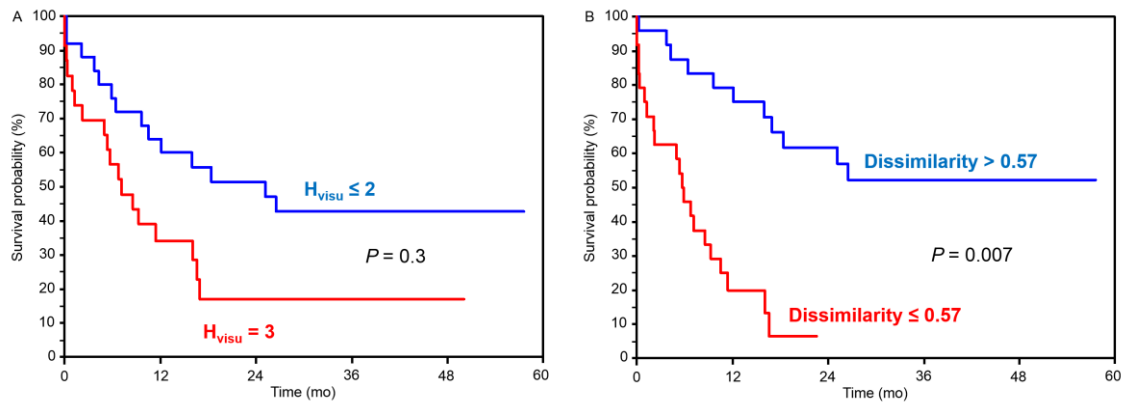 A
Survival probability (%)
100
90
80
70
60
50
40
30
20
10
0
H_visu ≤ 2
P = 0.3
H_visu = 3
0 12 24 36 48 60
Time (mo)
B
Survival probability (%)
100
90
80
70
60
50
40
30
20
10
0
Dissimilarity > 0.57
P = 0.007
Dissimilarity ≤ 0.57
0 12 24 36 48 60
Time (mo)